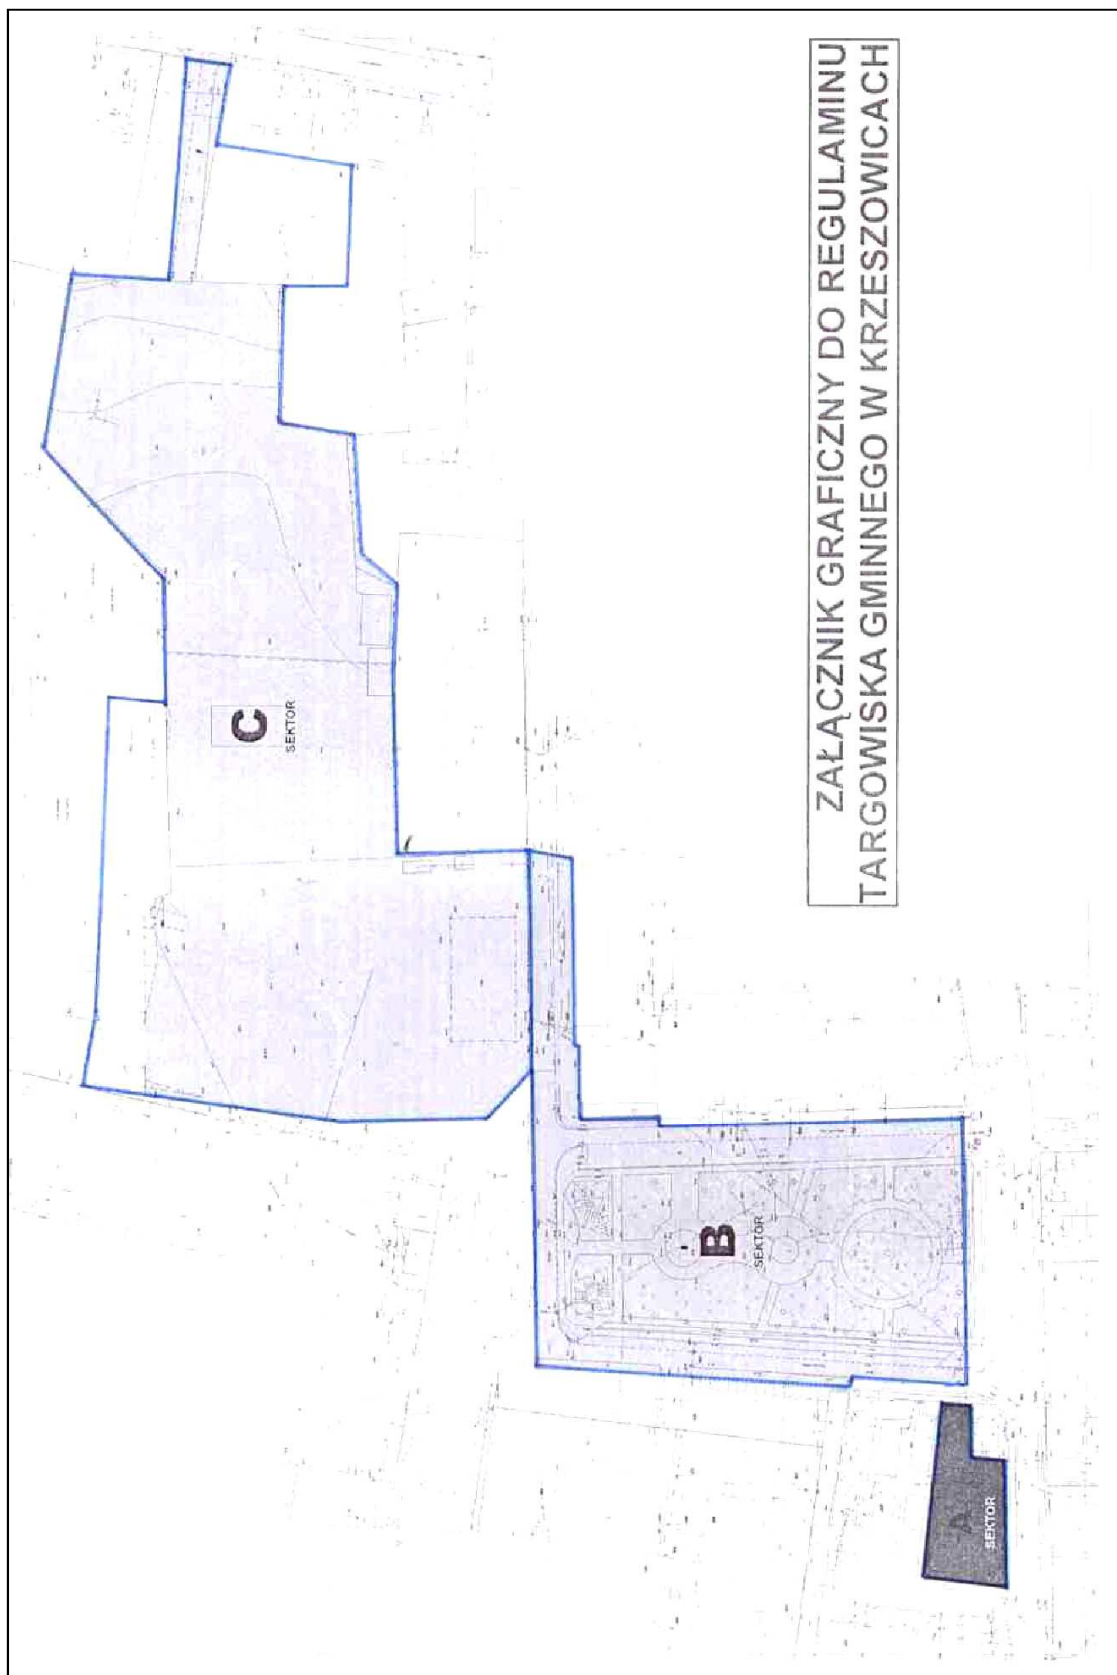 ZAŁĄCZNIK GRAFICZNY DO REGULAMINU
TARGOWISKA GMINNEGO W KRZESZOWICACH
C
SEKTOR
B
SEKTOR
A
SEKTOR